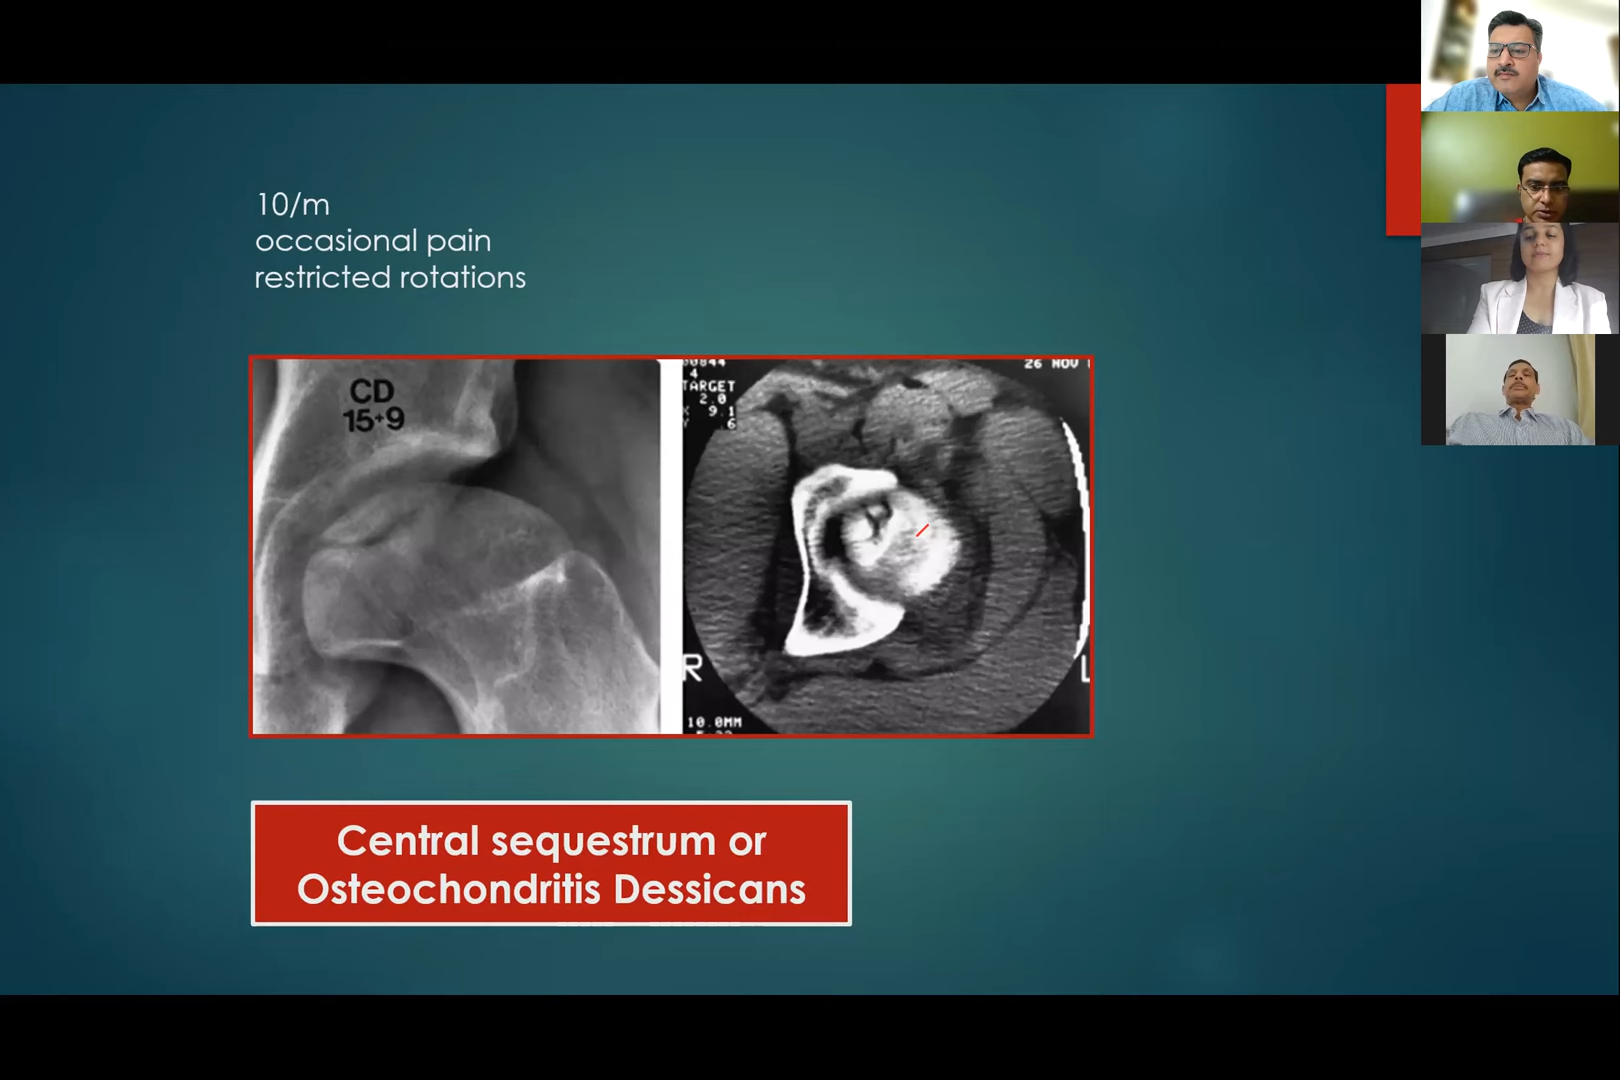 10/m
occasional pain
restricted rotations
CD
15+9
4
TARGET
2.0
9.1
6
26 NOV
R
L
10.0MM
Central sequestrum or
Osteochondritis Dessicans